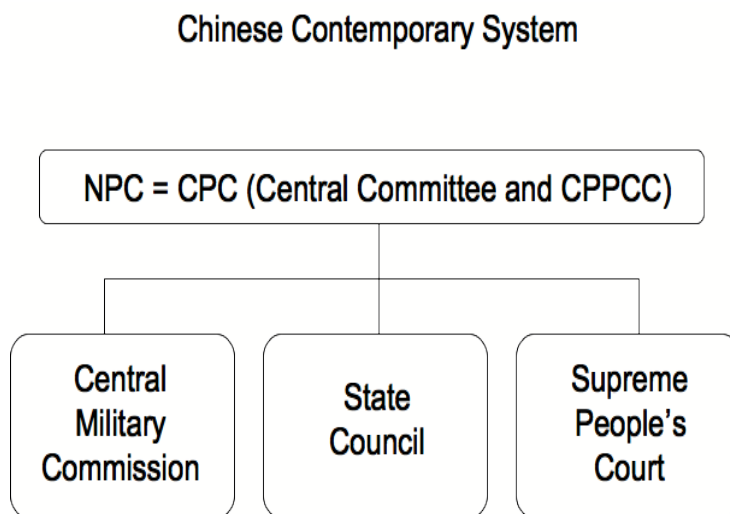 Chinese Contemporary System
NPC = CPC (Central Committee and CPPCC)
Central
Military
Commission
State
Council
Supreme
People’s
Court